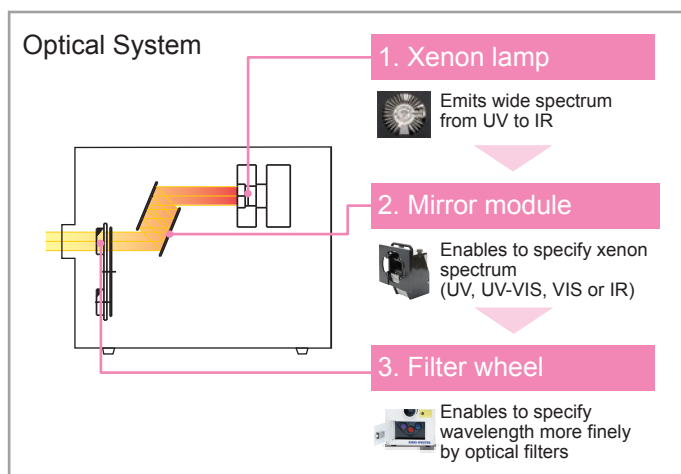 Optical System
1. Xenon lamp
Emits wide spectrum
from UV to IR
2. Mirror module
Enables to specify xenon
spectrum
(UV, UV-VIS, VIS or IR)
3. Filter wheel
Enables to specify
wavelength more finely
by optical filters